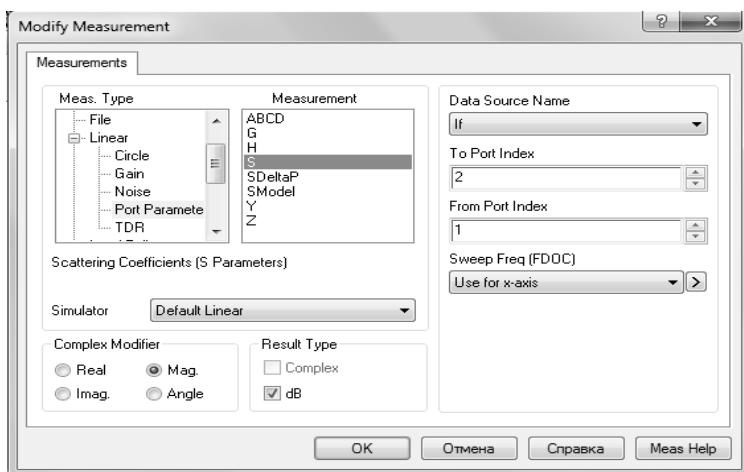 Modify Measurement
Measurements
Meas. Type
File
Linear
Circle
Gain
Noise
Port Paramete
TDR
Measurement
ABCD
G
H
S
SDeltaP
SModel
Y
Z
Scattering Coefficients (S Parameters)
Simulator Default Linear
Complex Modifier
Real Mag.
Imag. Angle
Result Type
Complex
dB
Data Source Name
If
To Port Index
2
From Port Index
1
Sweep Freq (FDOC)
Use for x-axis >
OK Отмена Справка Meas Help